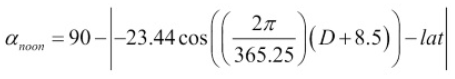 α_noon = 90 − |−23.44 cos((2π/365.25)(D + 8.5)) − lat|